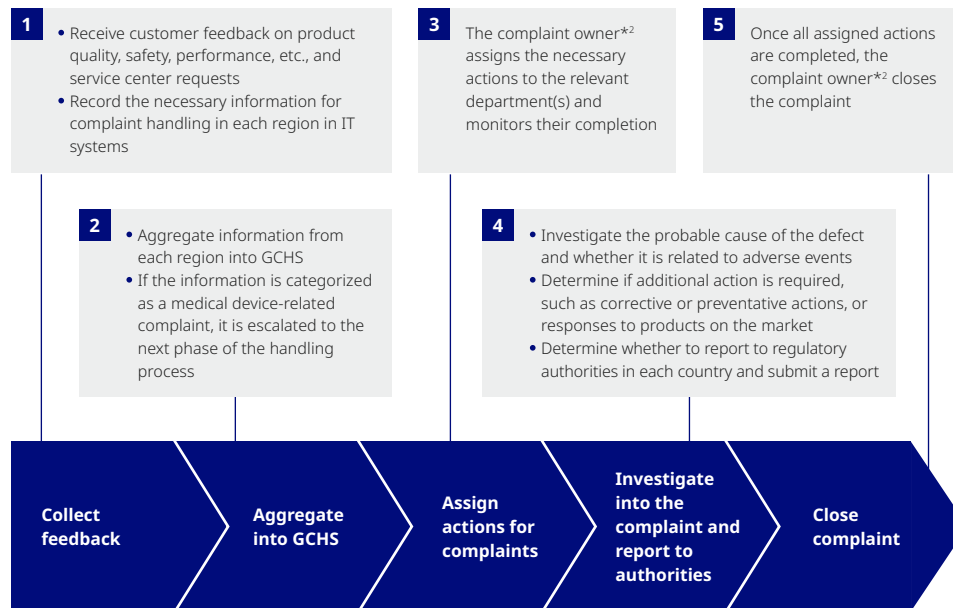 1
• Receive customer feedback on product
quality, safety, performance, etc., and
service center requests
• Record the necessary information for
complaint handling in each region in IT
systems
2
• Aggregate information from
each region into GCHS
• If the information is categorized
as a medical device-related
complaint, it is escalated to the
next phase of the handling
process
3
The complaint owner*2
assigns the necessary
actions to the relevant
department(s) and
monitors their completion
4
• Investigate the probable cause of the defect
and whether it is related to adverse events
• Determine if additional action is required,
such as corrective or preventative actions, or
responses to products on the market
• Determine whether to report to regulatory
authorities in each country and submit a report
5
Once all assigned actions
are completed, the
complaint owner*2 closes
the complaint
Collect
feedback
Aggregate
into GCHS
Assign
actions for
complaints
Investigate
into the
complaint and
report to
authorities
Close
complaint